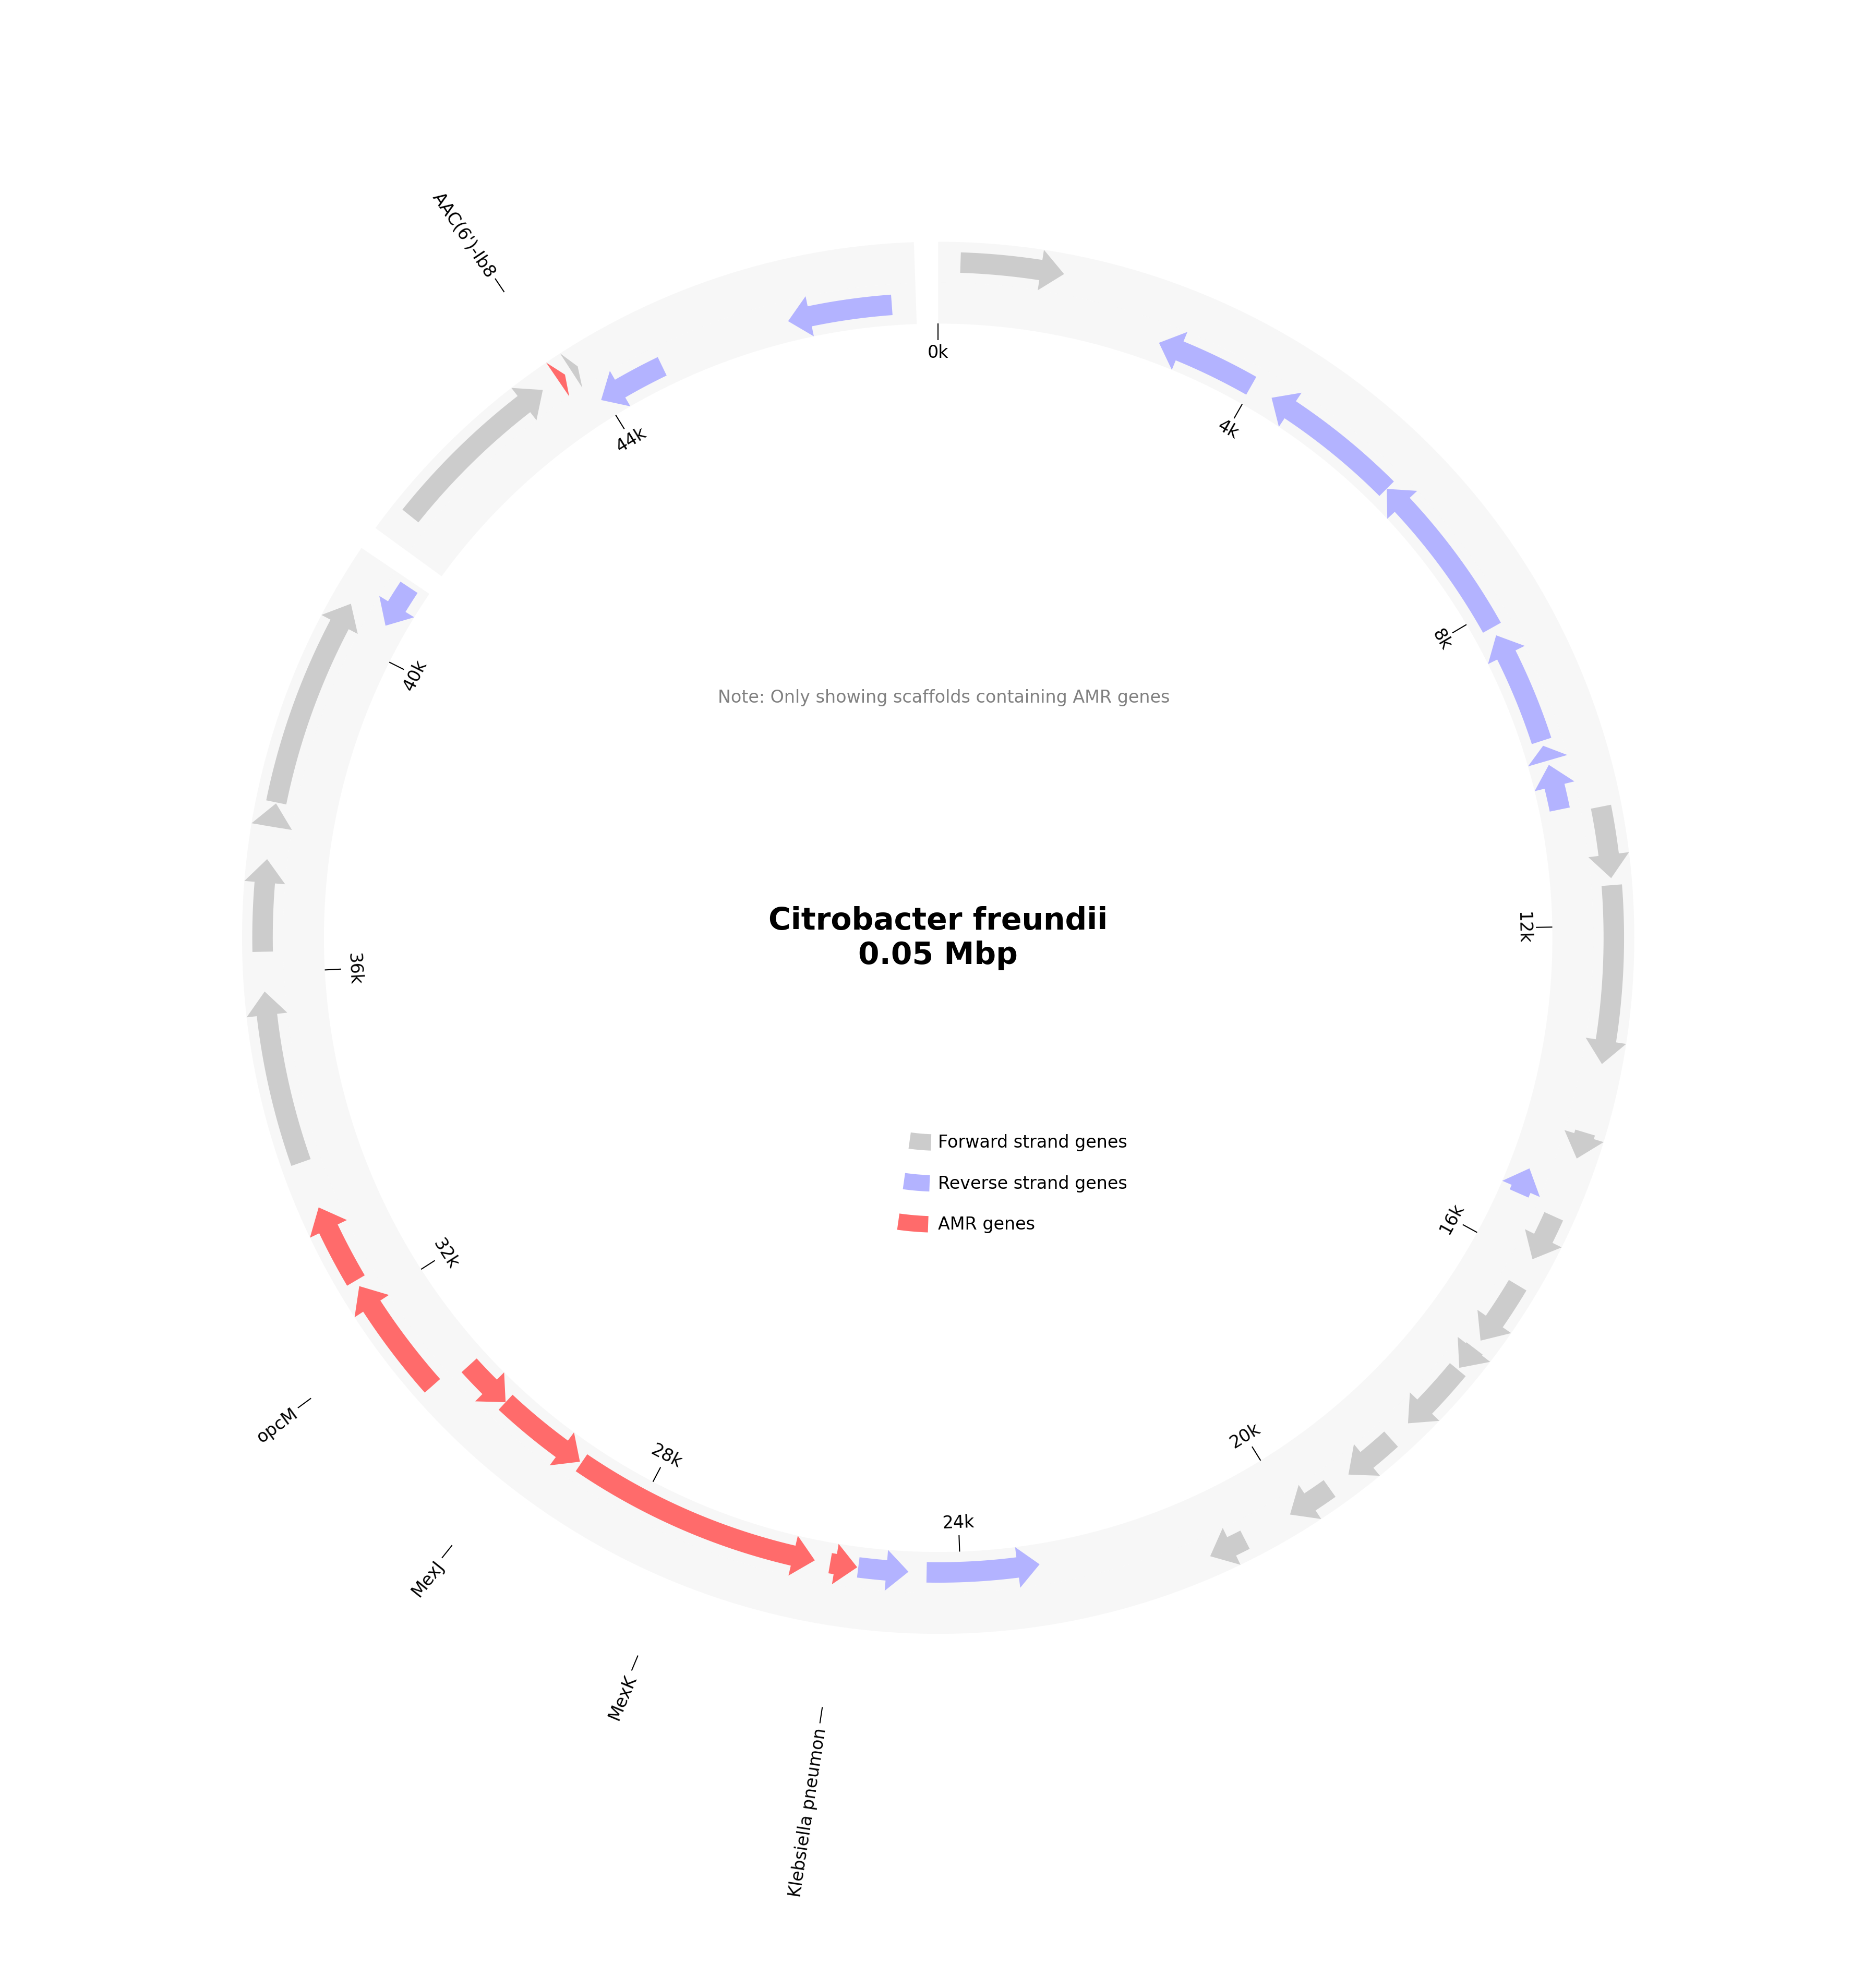 AAC(6')-Ib8
0k
44k
4k
8k
40k
Note: Only showing scaffolds containing AMR genes
12k
Citrobacter freundii
0.05 Mbp
36k
Forward strand genes
Reverse strand genes
AMR genes
16k
32k
opcM
28k
20k
24k
MexJ
MexK
Klebsiella pneumon